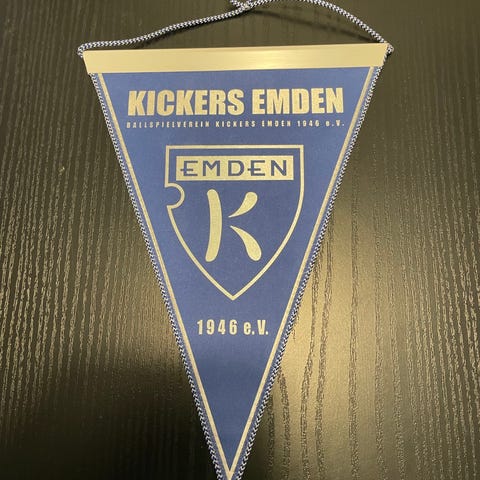 KICKERS EMDEN
BALLSPIELVEREIN KICKERS EMDEN 1946 e.V.
EMDEN
K
1946 e.V.